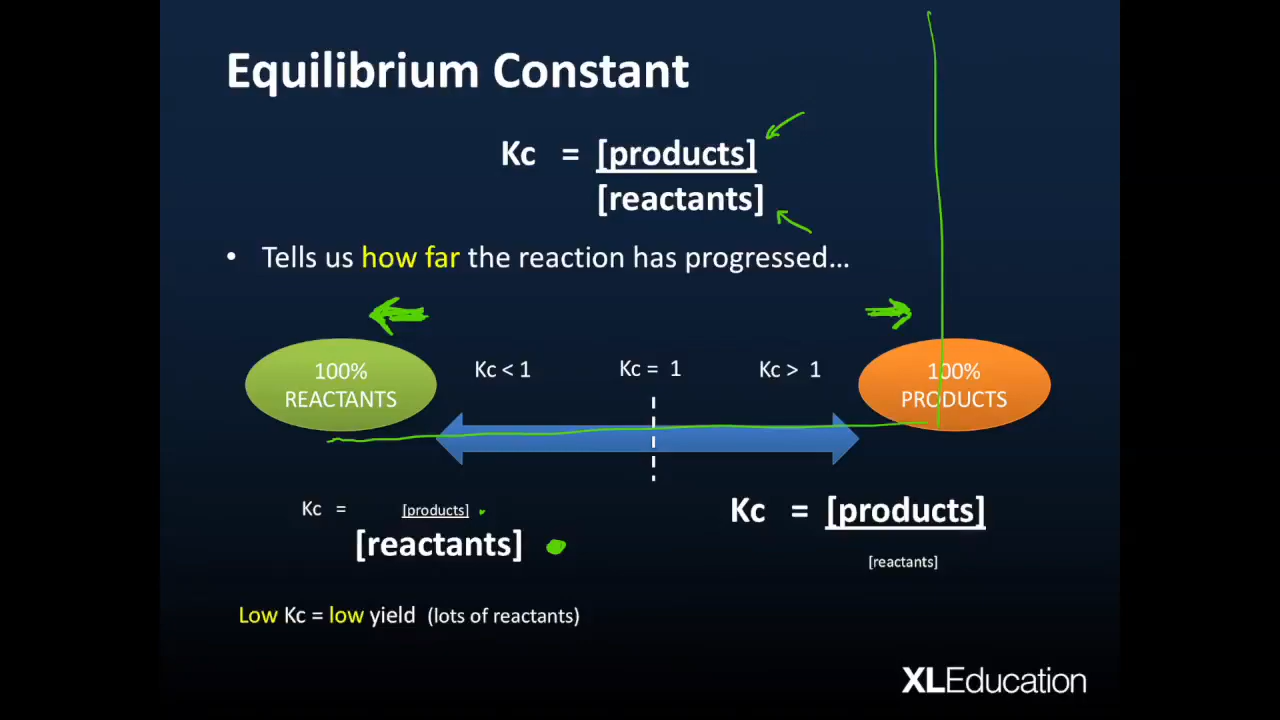 Equilibrium Constant
Kc = [products]
[reactants]
• Tells us how far the reaction has progressed...
100%
REACTANTS
Kc < 1
Kc = 1
Kc > 1
100%
PRODUCTS
Kc = [products]
[reactants]
Kc = [products]
[reactants]
Low Kc = low yield (lots of reactants)
XLEducation